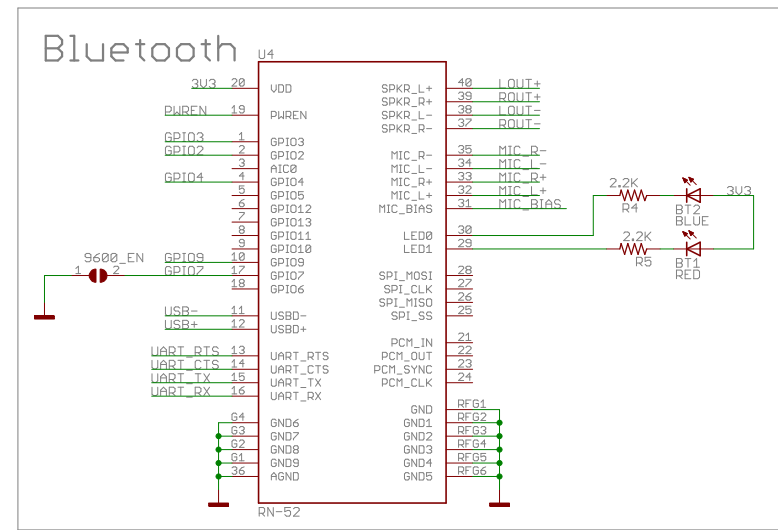 Bluetooth
U4
3V3 20 VDD
PWREN 19 PWREN
GPIO3 1 GPIO3
GPIO2 2 GPIO2
3 AIO0
GPIO4 4 GPIO4
5 GPIO5
6 GPIO12
7 GPIO13
8 GPIO11
9 GPIO10
GPIO9 10 GPIO9
9600_EN
1 2 GPIO7 17 GPIO7
18 GPIO6
USB- 11 USBD-
USB+ 12 USBD+
UART_RTS 13 UART_RTS
UART_CTS 14 UART_CTS
UART_TX 15 UART_TX
UART_RX 16 UART_RX
G4 GND6
G3 GND7
G2 GND8
G1 GND9
36 AGND
SPKR_L+ 40 LOUT+
SPKR_R+ 39 ROUT+
SPKR_L- 38 LOUT-
SPKR_R- 37 ROUT-
MIC_R- 35 MIC_R-
MIC_L- 34 MIC_L-
MIC_R+ 33 MIC_R+
MIC_L+ 32 MIC_L+
MIC_BIAS 31 MIC_BIAS
LED0 30
LED1 29
2.2K
R4
BT2
BLUE
3V3
2.2K
R5
BT1
RED
SPI_MOSI 28
SPI_CLK 27
SPI_MISO 26
SPI_SS 25
PCM_IN 21
PCM_OUT 22
PCM_SYNC 23
PCM_CLK 24
GND RFG1
GND1 RFG2
GND2 RFG3
GND3 RFG4
GND4 RFG5
GND5 RFG6
RN-52